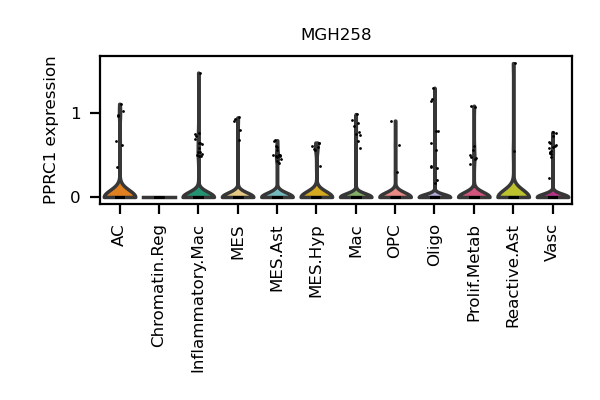 MGH258
PPRC1 expression
1
0
AC
Chromatin.Reg
Inflammatory.Mac
MES
MES.Ast
MES.Hyp
Mac
OPC
Oligo
Prolif.Metab
Reactive.Ast
Vasc